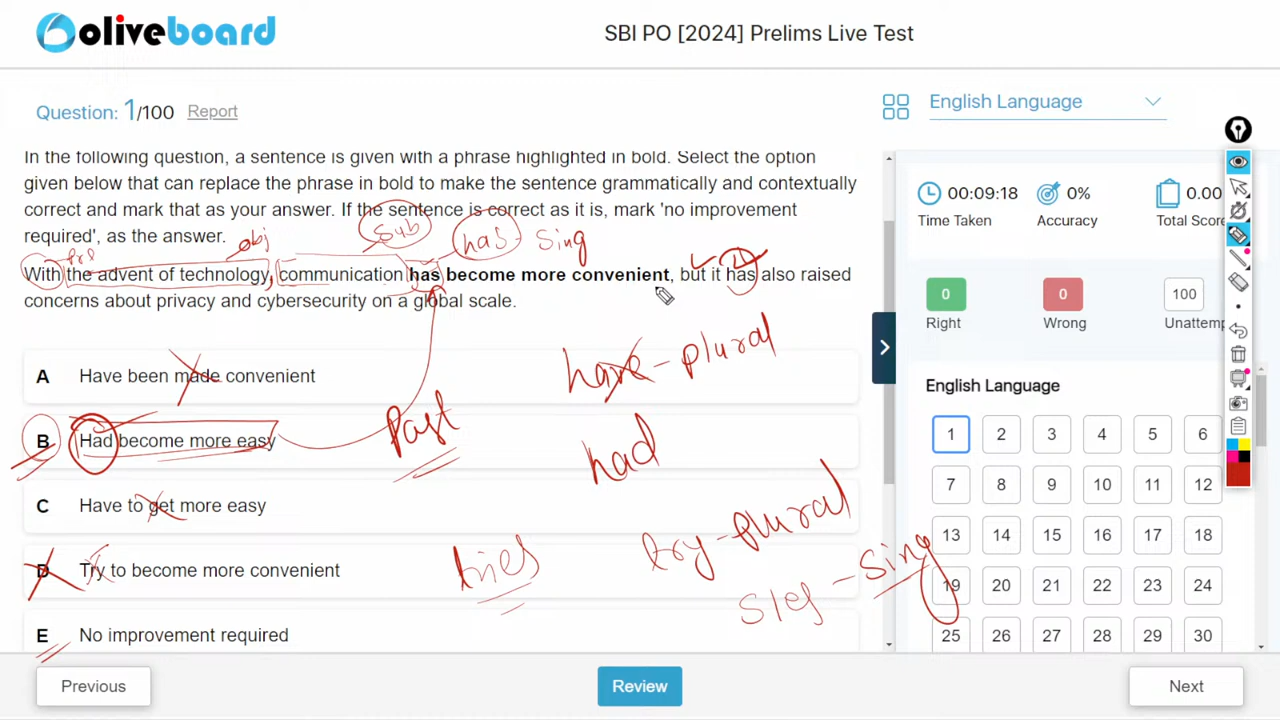 oliveboard
SBI PO [2024] Prelims Live Test
Question: 1/100 Report
English Language
In the following question, a sentence is given with a phrase highlighted in bold. Select the option
given below that can replace the phrase in bold to make the sentence grammatically and contextually
correct and mark that as your answer. If the sentence is correct as it is, mark 'no improvement
required', as the answer.
obj
sub
has - Sing
With the advent of technology, communication has become more convenient, but it has also raised
concerns about privacy and cybersecurity on a global scale.
A Have been made convenient
have - plural
B Had become more easy
Past
had
C Have to get more easy
try - plural
D Try to become more convenient
tries
s/es - sing
E No improvement required
Previous
Review
Next
00:09:18
Time Taken
0%
Accuracy
0.00
Total Score
0
Right
0
Wrong
100
Unattemp
English Language
1 2 3 4 5 6
7 8 9 10 11 12
13 14 15 16 17 18
19 20 21 22 23 24
25 26 27 28 29 30